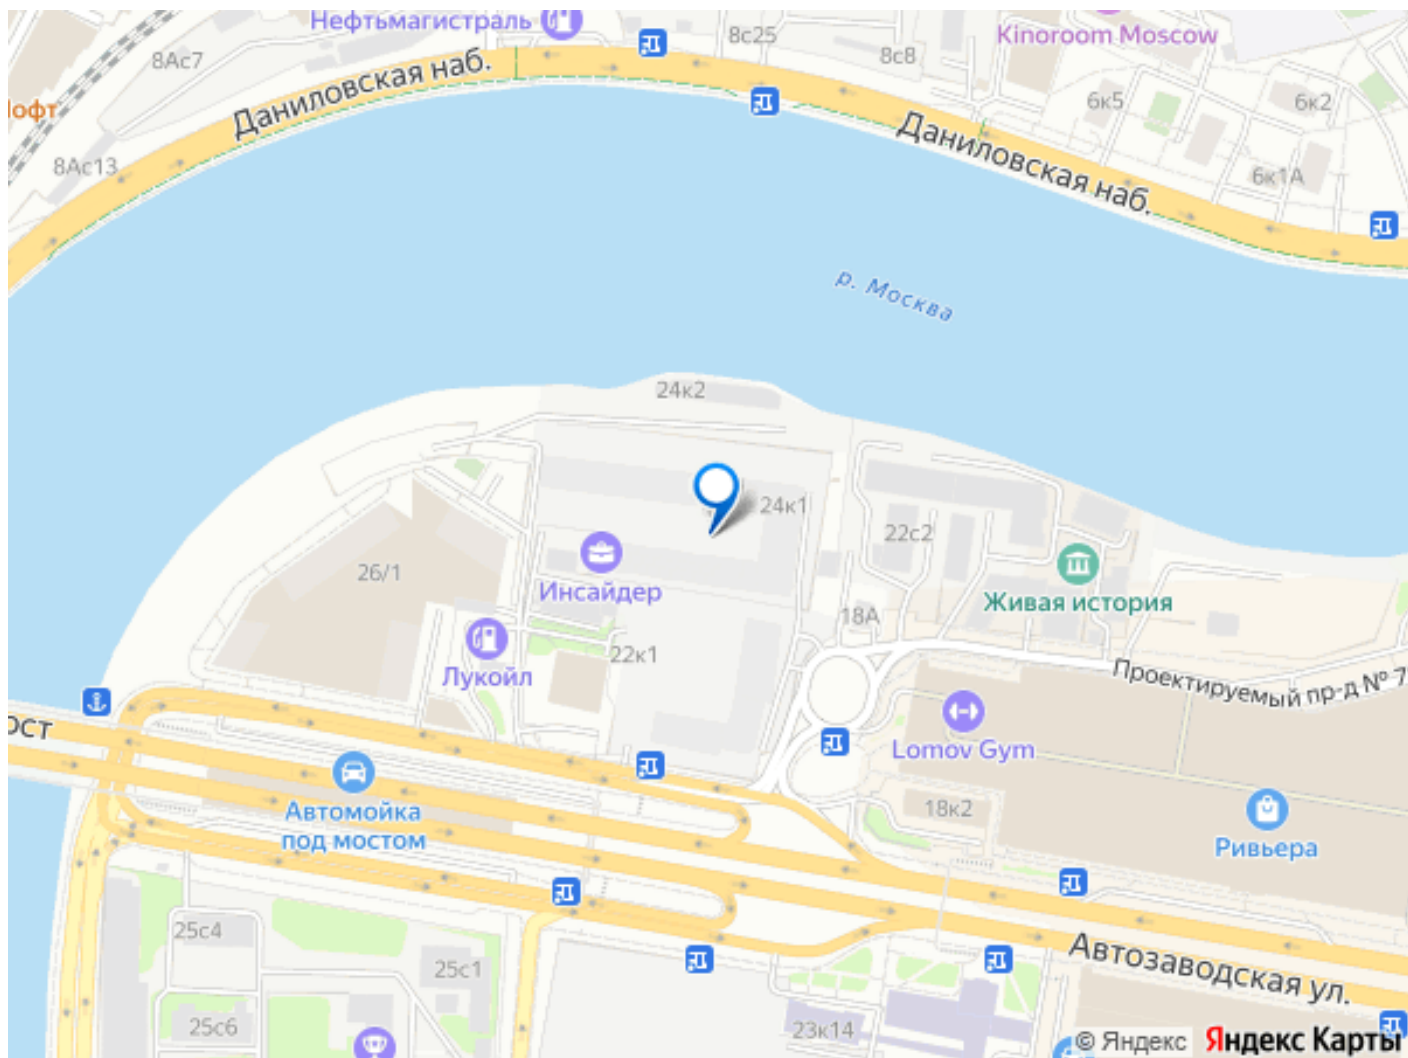 Нефтьмагистраль
8с25
Kinoroom Moscow
8Ас7
8с8
Даниловская наб.
6к5
6к2
Лофт
Даниловская наб.
8Ас13
6к1А
р. Москва
24к2
24к1
22с2
26/1
Инсайдер
Живая история
18А
22к1
Лукойл
Проектируемый пр-д № 7
Lomov Gym
Автомойка
под мостом
18к2
Ривьера
25с4
25с1
Автозаводская ул.
25с6
23к14
© Яндекс Яндекс Карты